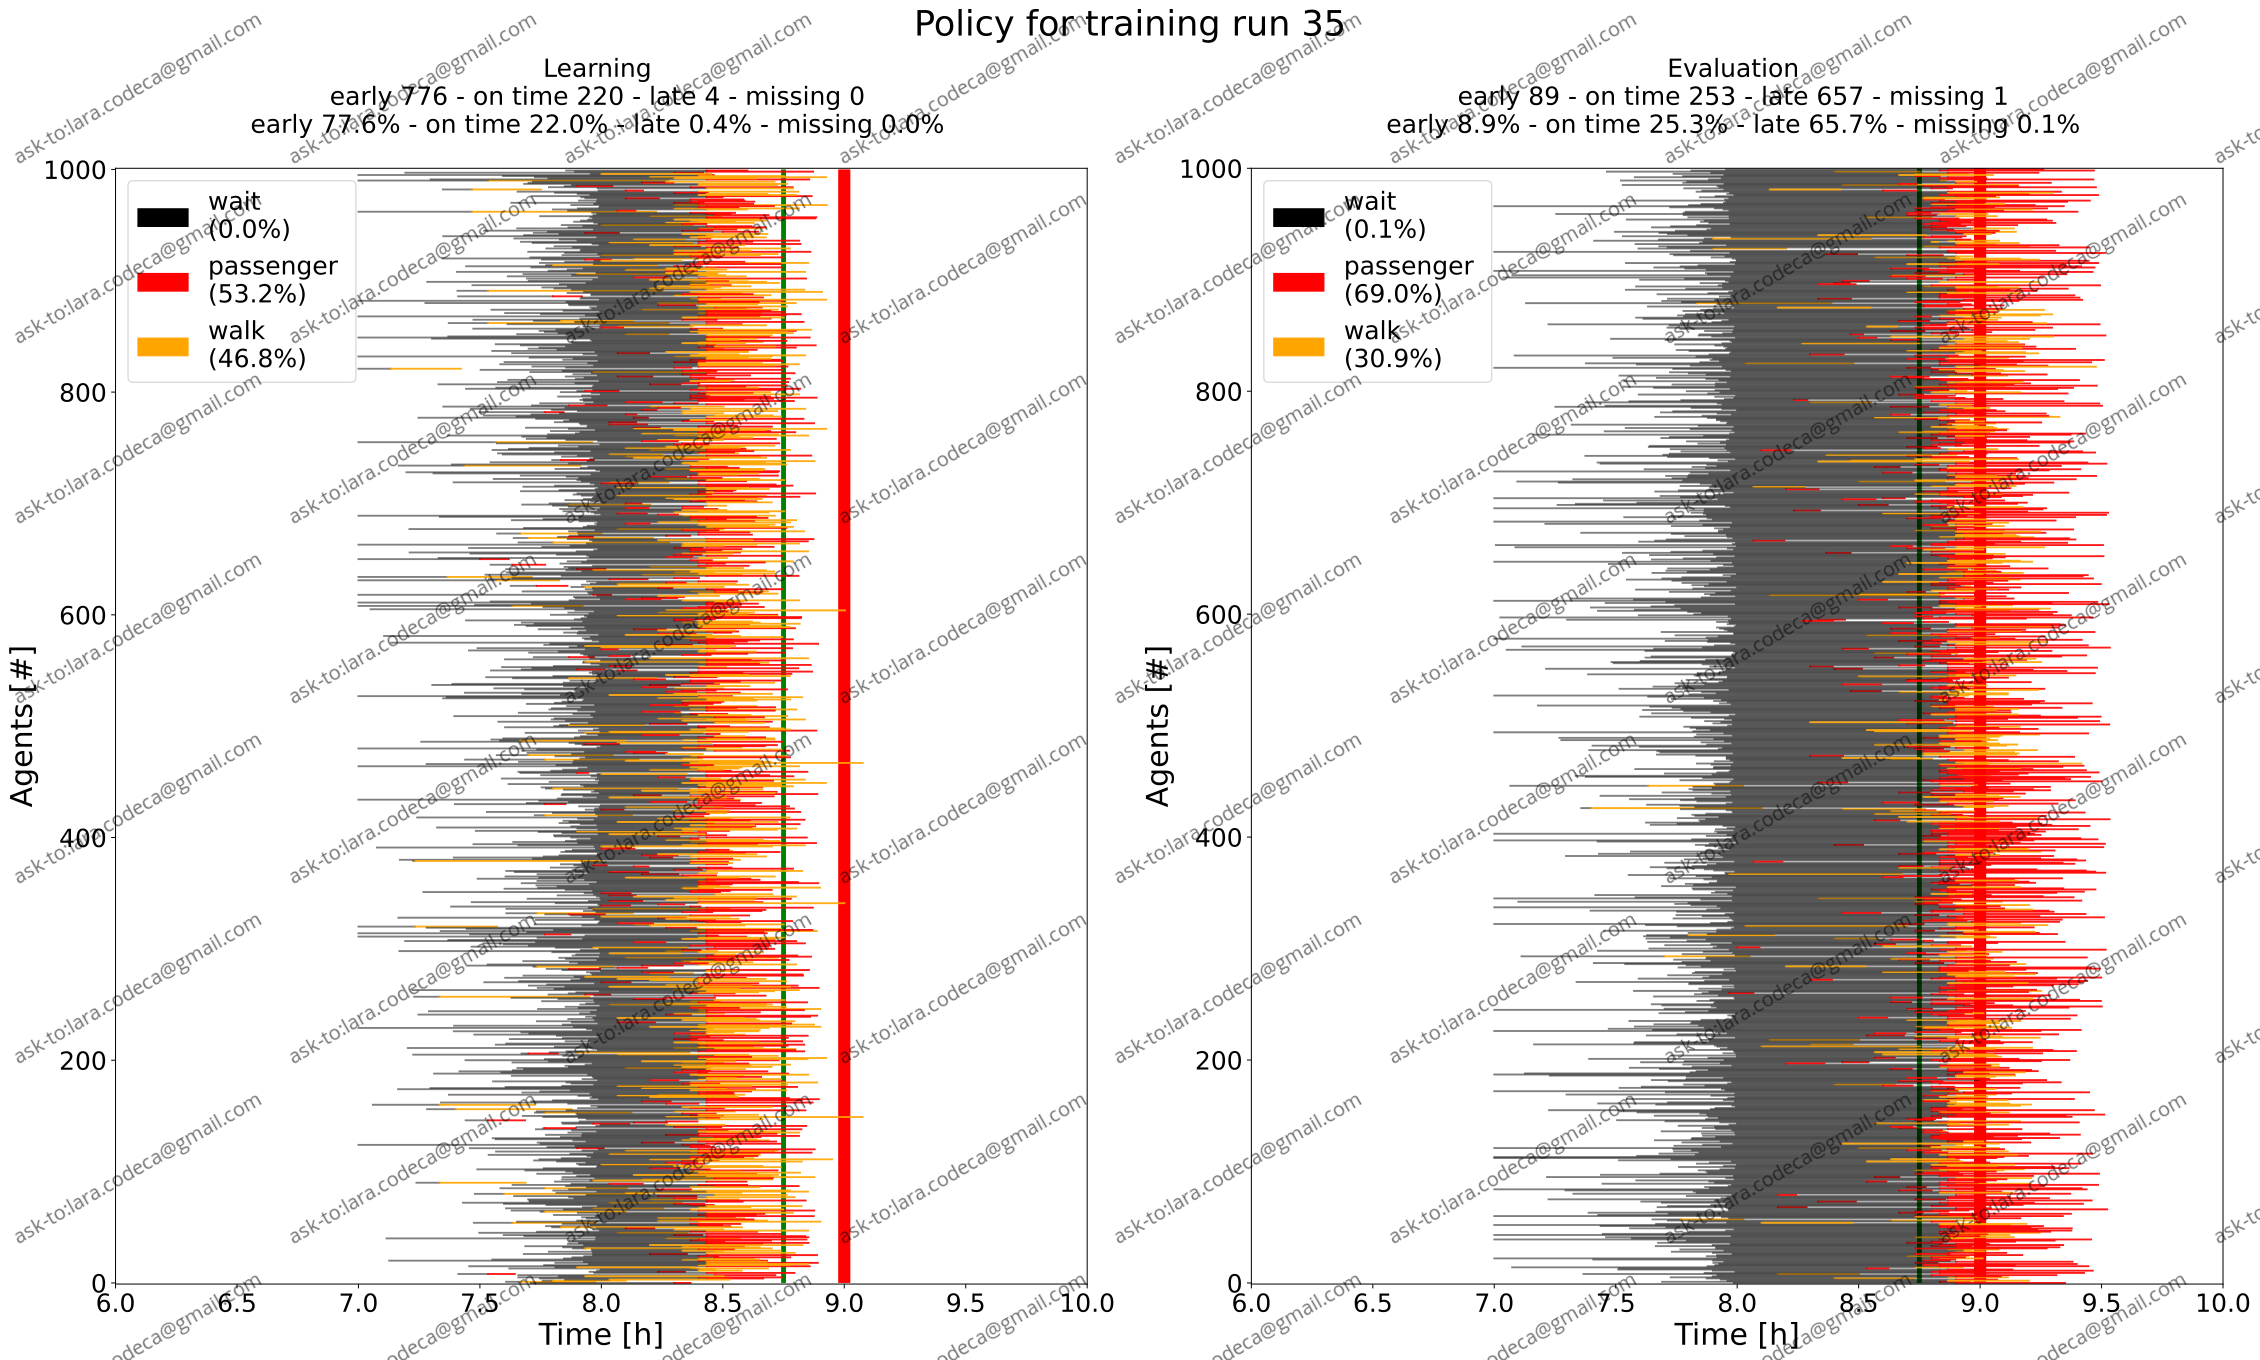 Policy for training run 35
Learning
early 776 - on time 220 - late 4 - missing 0
early 77.6% - on time 22.0% - late 0.4% - missing 0.0%
wait
(0.0%)
passenger
(53.2%)
walk
(46.8%)
Agents [#]
1000
800
600
400
200
0
6.0 6.5 7.0 7.5 8.0 8.5 9.0 9.5 10.0
Time [h]
Evaluation
early 89 - on time 253 - late 657 - missing 1
early 8.9% - on time 25.3% - late 65.7% - missing 0.1%
wait
(0.1%)
passenger
(69.0%)
walk
(30.9%)
Agents [#]
1000
800
600
400
200
0
6.0 6.5 7.0 7.5 8.0 8.5 9.0 9.5 10.0
Time [h]
ask-to:lara.codeca@gmail.com